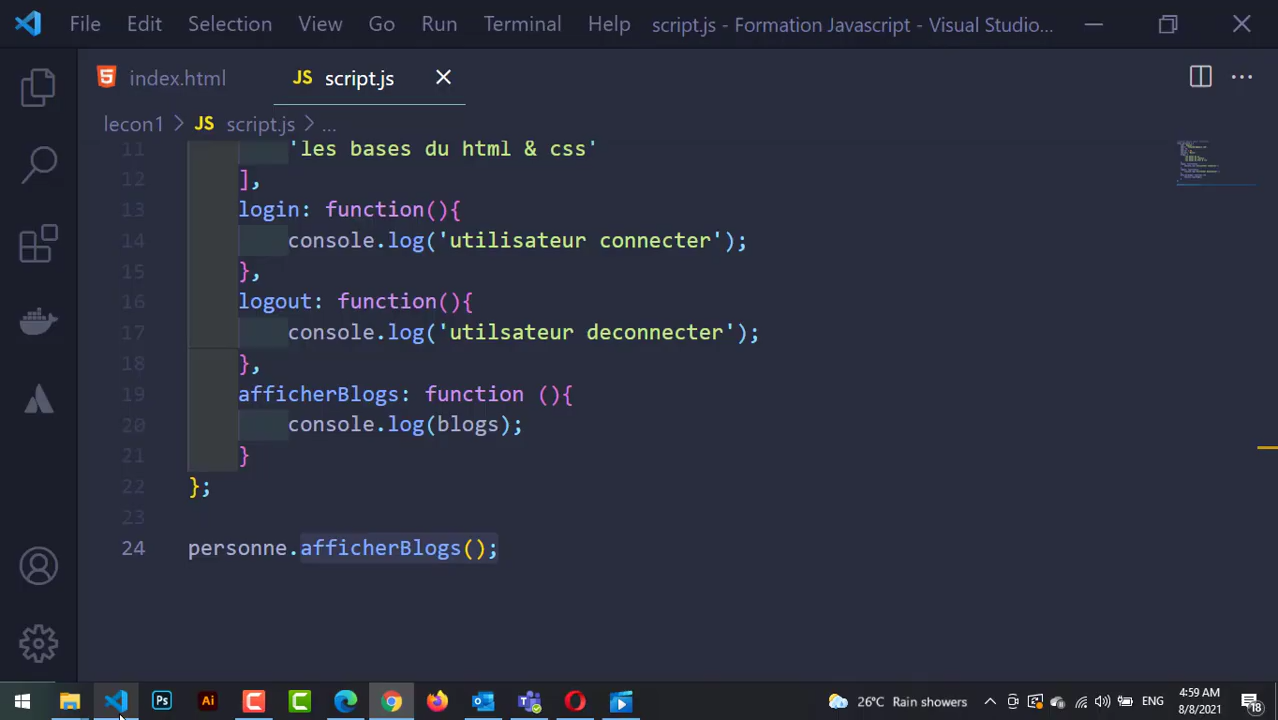 File Edit Selection View Go Run Terminal Help script.js - Formation Javascript - Visual Studio...
index.html JS script.js
lecon1 > JS script.js > ...
11 'les bases du html & css'
12 ],
13 login: function(){
14 console.log('utilisateur connecter');
15 },
16 logout: function(){
17 console.log('utilsateur deconnecter');
18 },
19 afficherBlogs: function (){
20 console.log(blogs);
21 }
22 };
23
24 personne.afficherBlogs();
Ps Ai 26°C Rain showers ENG 4:59 AM
8/8/2021 18